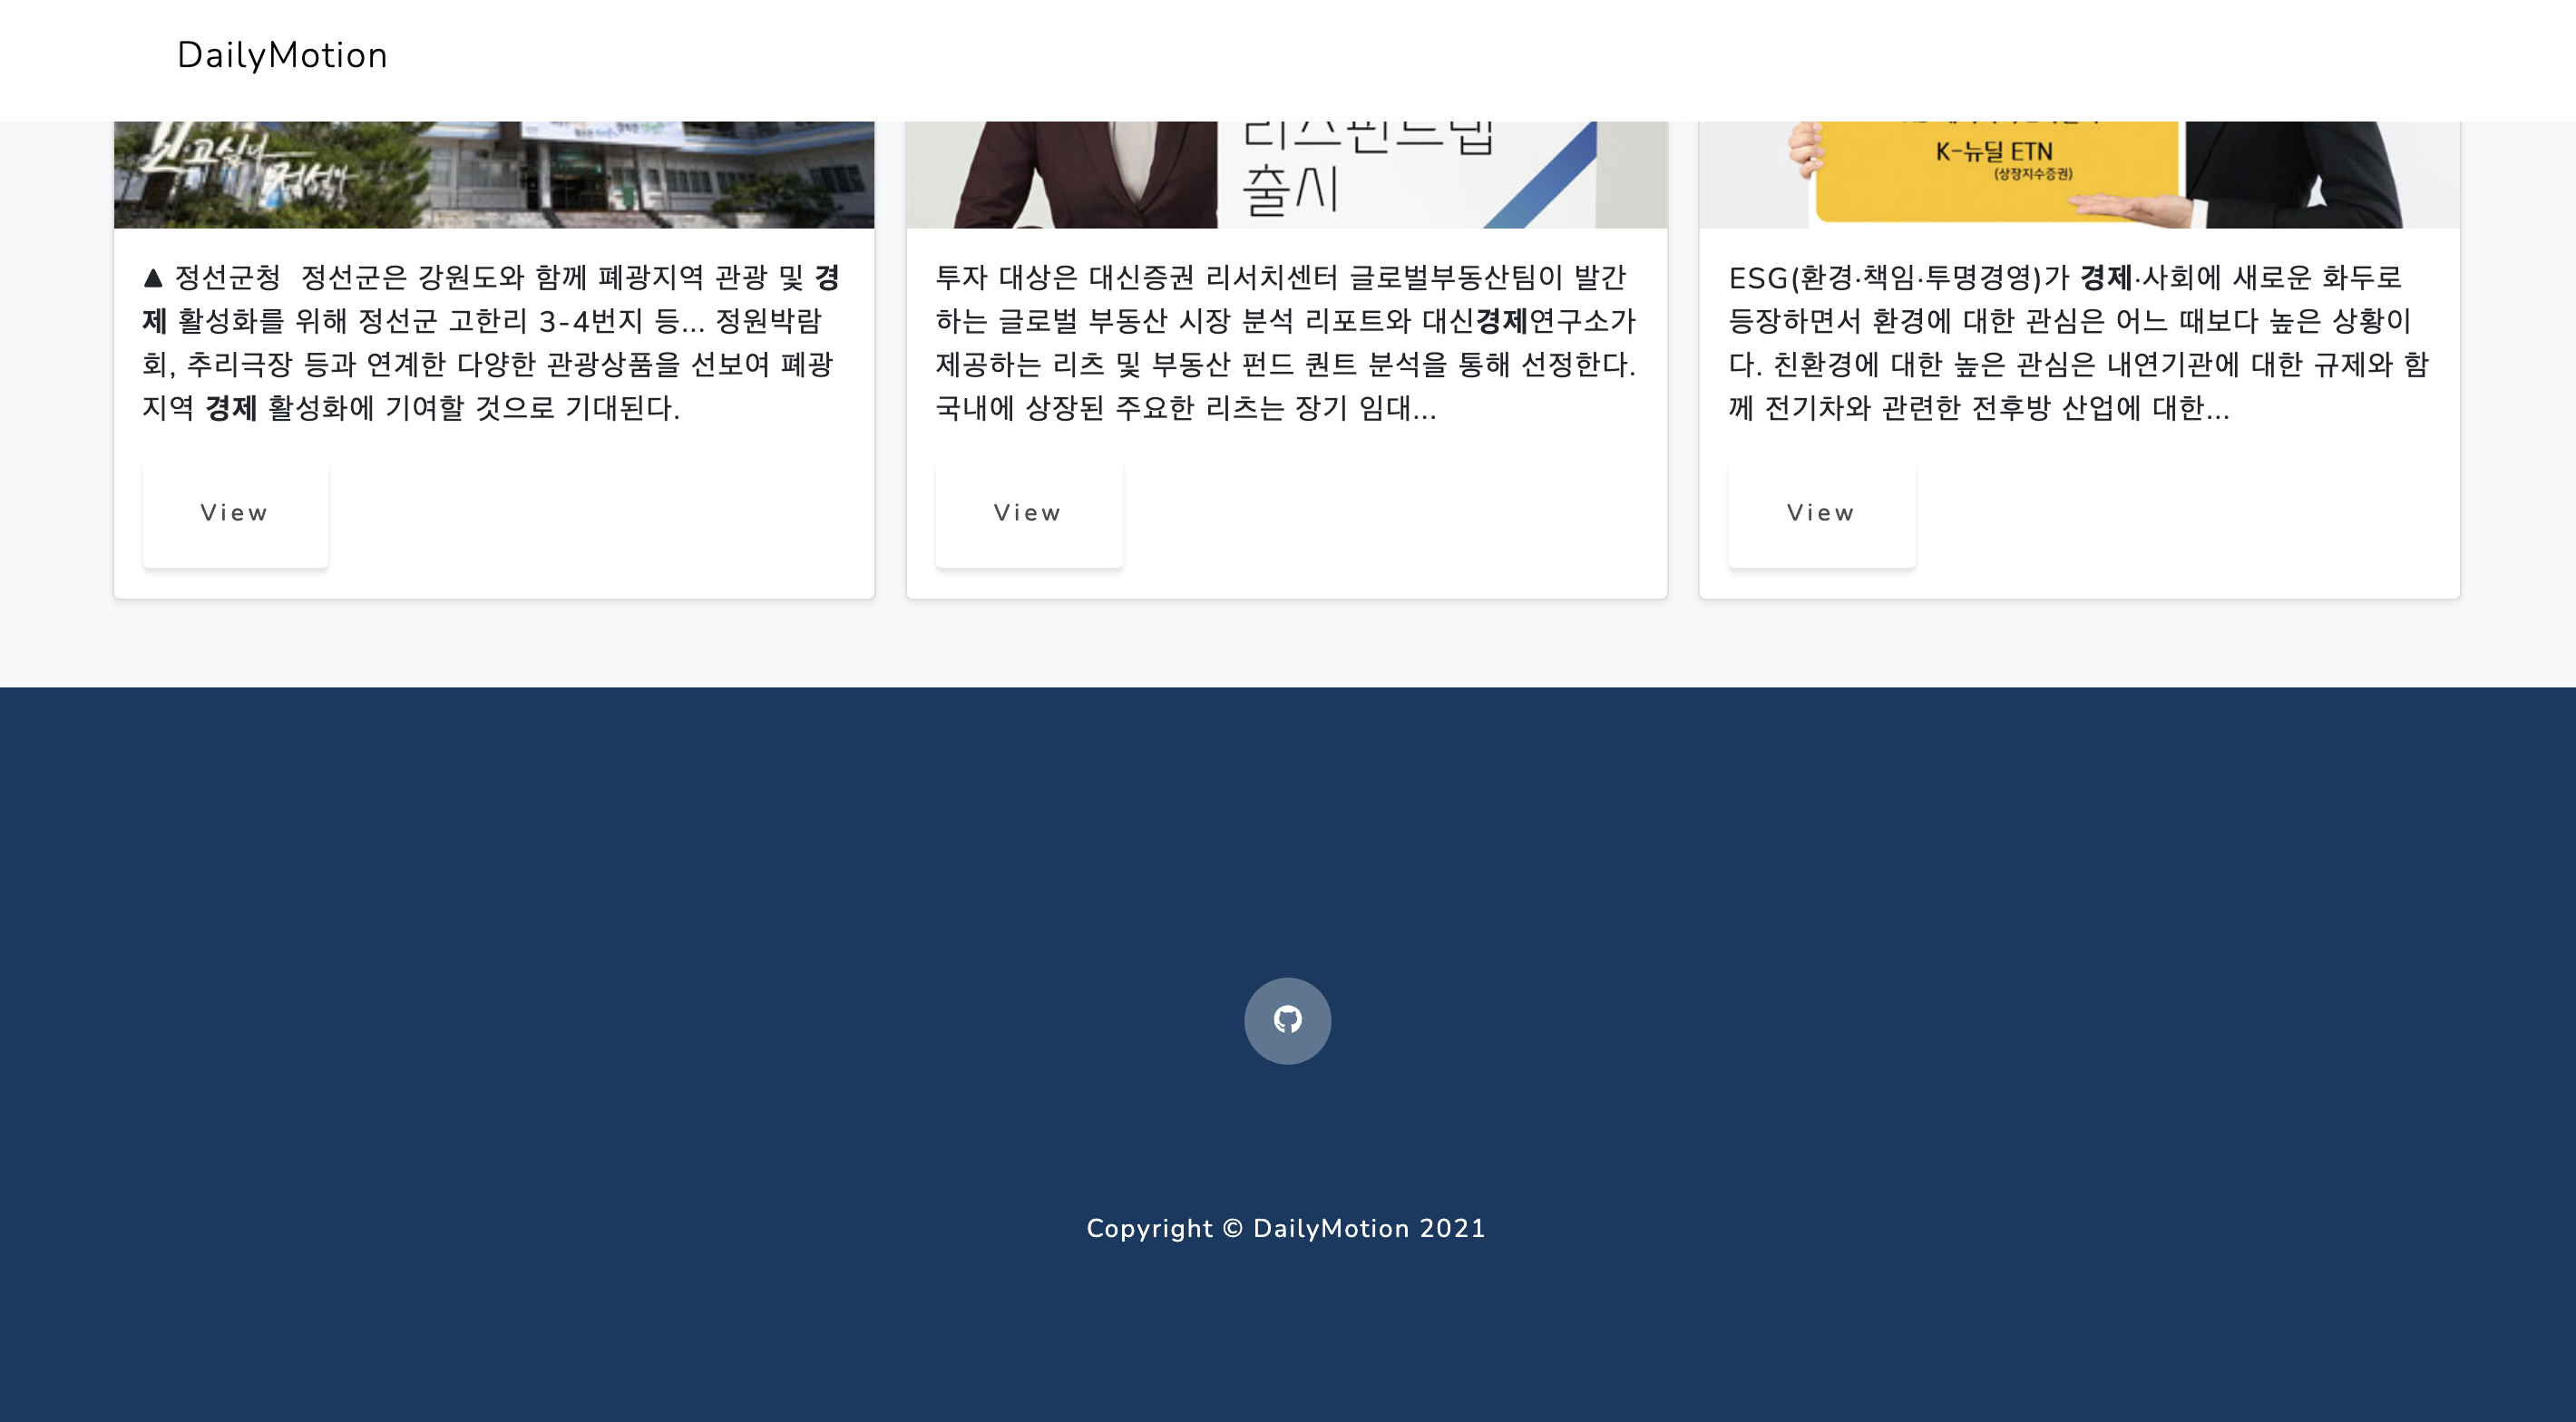 DailyMotion
출시
K-뉴딜 ETN
(상장지수증권)
▲ 정선군청  정선군은 강원도와 함께 폐광지역 관광 및 경
제 활성화를 위해 정선군 고한리 3-4번지 등... 정원박람
회, 추리극장 등과 연계한 다양한 관광상품을 선보여 폐광
지역 경제 활성화에 기여할 것으로 기대된다.
View
투자 대상은 대신증권 리서치센터 글로벌부동산팀이 발간
하는 글로벌 부동산 시장 분석 리포트와 대신경제연구소가
제공하는 리츠 및 부동산 펀드 퀀트 분석을 통해 선정한다.
국내에 상장된 주요한 리츠는 장기 임대...
View
ESG(환경·책임·투명경영)가 경제·사회에 새로운 화두로
등장하면서 환경에 대한 관심은 어느 때보다 높은 상황이
다. 친환경에 대한 높은 관심은 내연기관에 대한 규제와 함
께 전기차와 관련한 전후방 산업에 대한...
View
Copyright © DailyMotion 2021